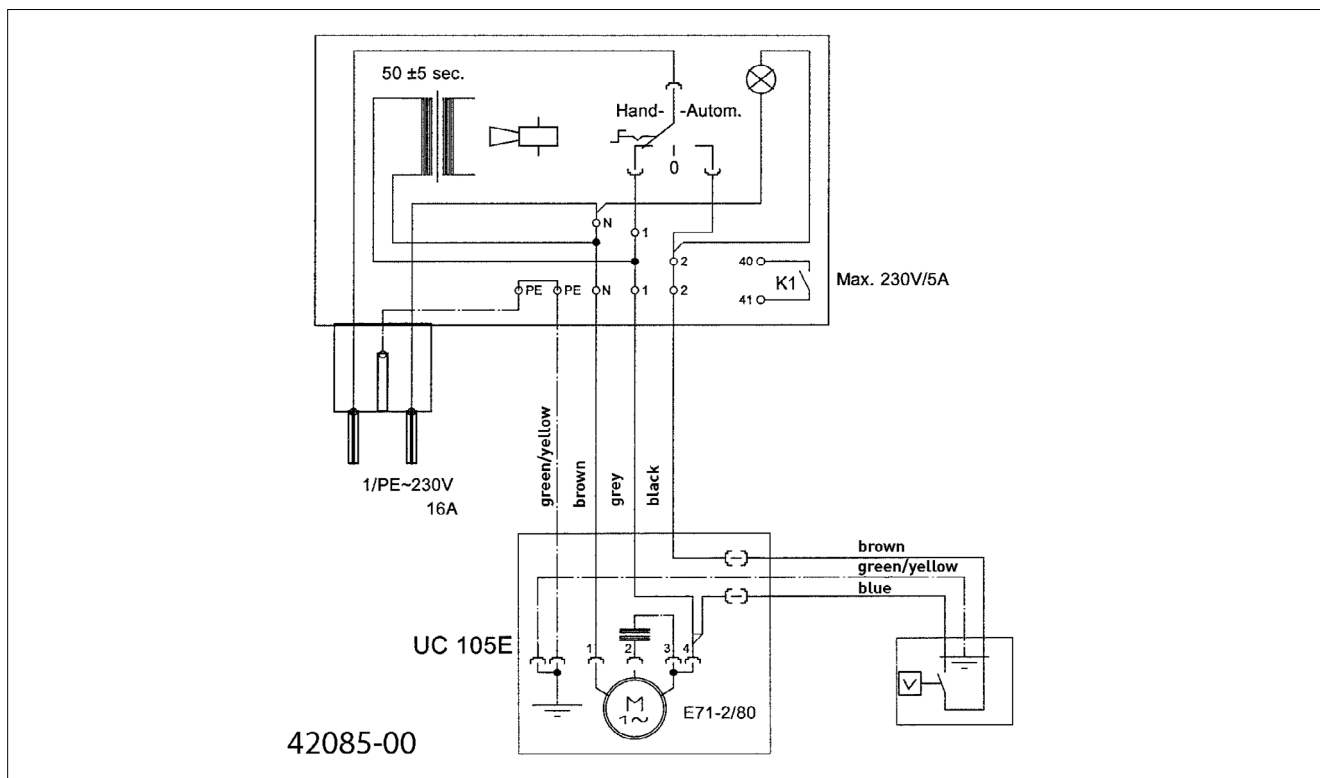 50 ±5 sec.
Hand- -Autom.
0
N
1
2
40
K1
Max. 230V/5A
PE PE N 1 2
41
1/PE~230V
16A
green/yellow
brown
grey
black
brown
green/yellow
blue
UC 105E
1 2 3 4
M
1~
E71-2/80
42085-00